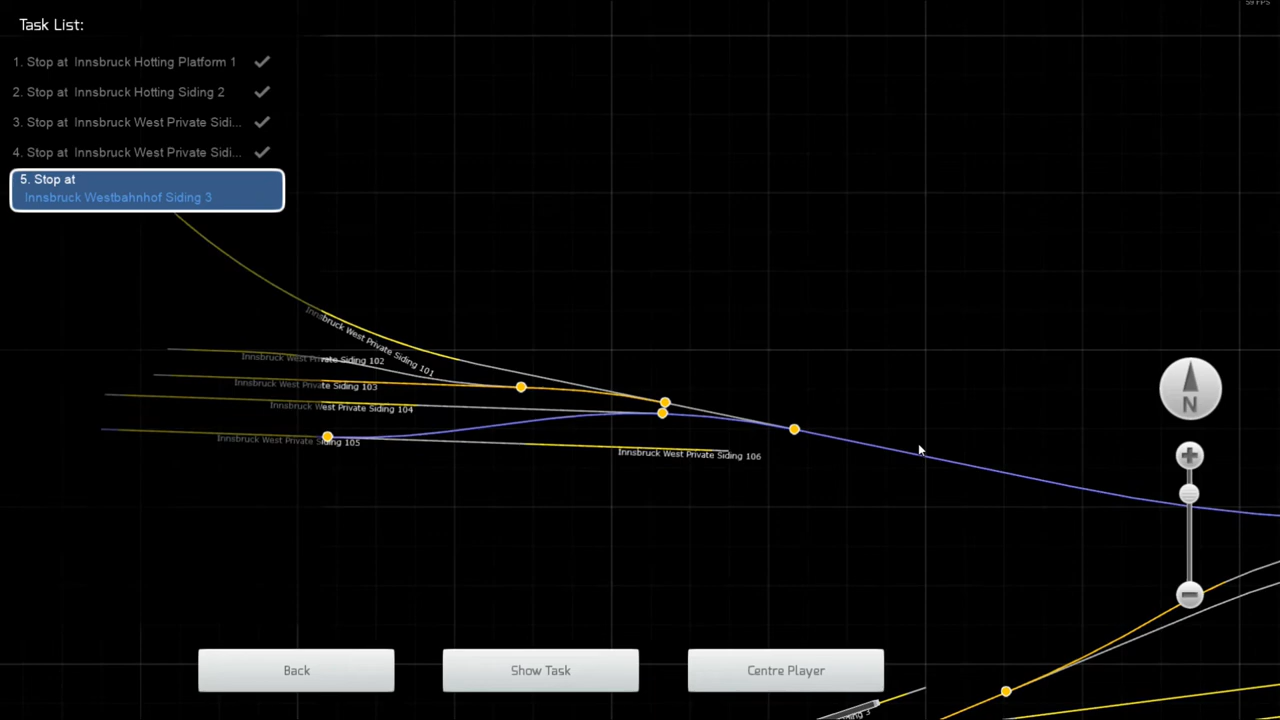 59 FPS
Task List:
1. Stop at Innsbruck Hotting Platform 1
2. Stop at Innsbruck Hotting Siding 2
3. Stop at Innsbruck West Private Sidi...
4. Stop at Innsbruck West Private Sidi...
5. Stop at
Innsbruck Westbahnhof Siding 3
Innsbruck West Private Siding 101
Innsbruck West Private Siding 102
Innsbruck West Private Siding 103
Innsbruck West Private Siding 104
Innsbruck West Private Siding 105
Innsbruck West Private Siding 106
N
Back
Show Task
Centre Player